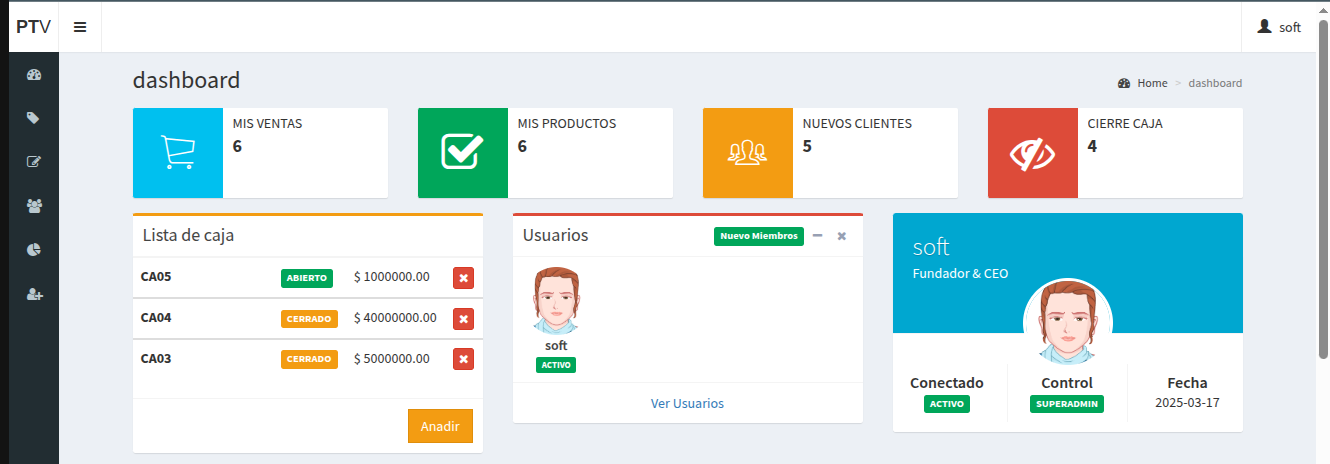 PTV
soft
dashboard
Home > dashboard
MIS VENTAS
6
MIS PRODUCTOS
6
NUEVOS CLIENTES
5
CIERRE CAJA
4
Lista de caja
CA05 ABIERTO $ 1000000.00
CA04 CERRADO $ 40000000.00
CA03 CERRADO $ 5000000.00
Anadir
Usuarios
Nuevo Miembros
soft
ACTIVO
Ver Usuarios
soft
Fundador & CEO
Conectado
ACTIVO
Control
SUPERADMIN
Fecha
2025-03-17